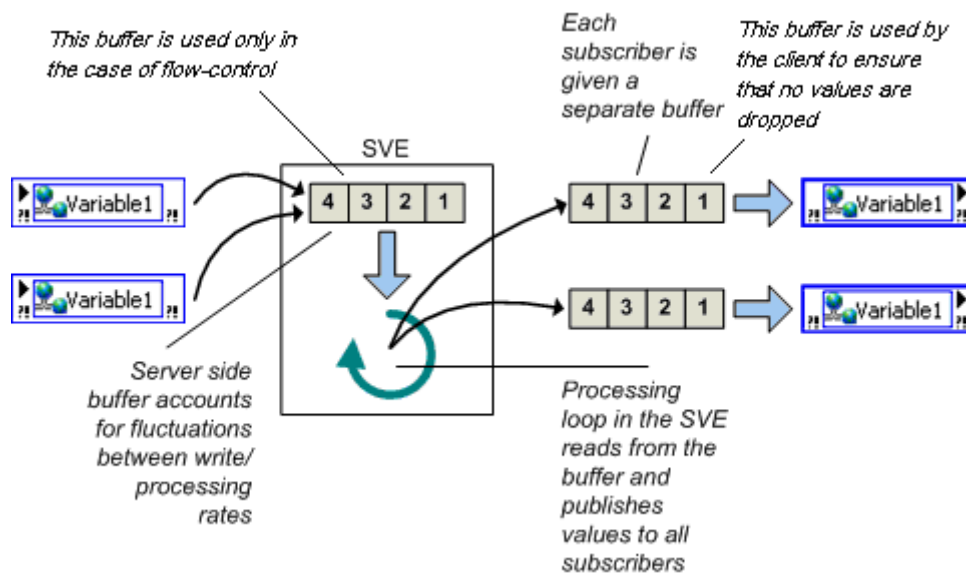 This buffer is used only in
the case of flow-control
Each
subscriber is
given a
separate buffer
This buffer is used by
the client to ensure
that no values are
dropped
SVE
?! Variable1 ?!
4 3 2 1
4 3 2 1
?! Variable1 ?!
?! Variable1 ?!
4 3 2 1
?! Variable1 ?!
Server side
buffer accounts
for fluctuations
between write/
processing
rates
Processing
loop in the SVE
reads from the
buffer and
publishes
values to all
subscribers